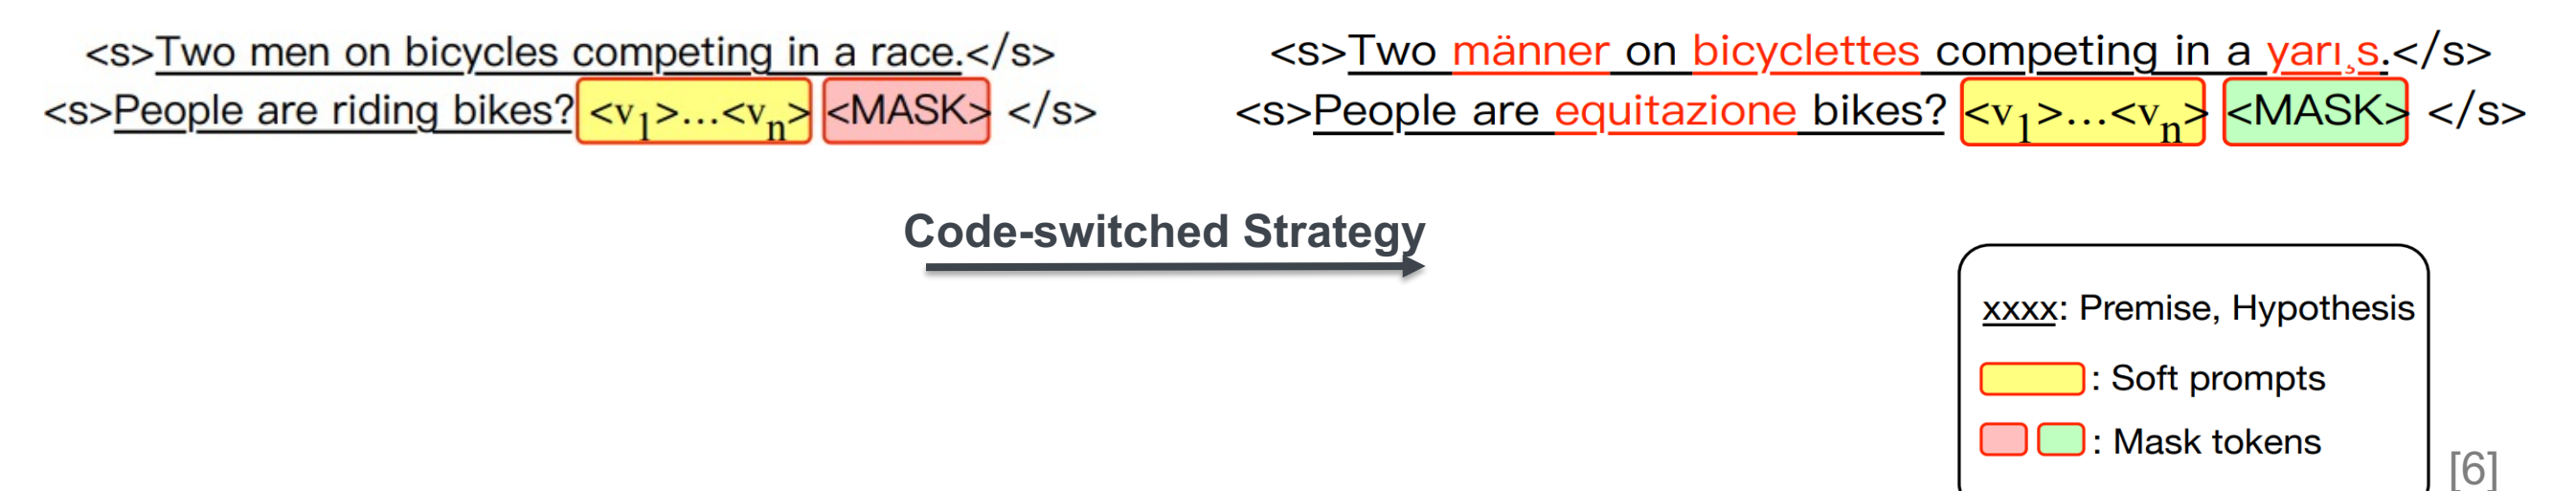 <s>Two men on bicycles competing in a race.</s>
<s>People are riding bikes? <v1>...<vn> <MASK> </s>
<s>Two männer on bicyclettes competing in a yarı¸s.</s>
<s>People are equitazione bikes? <v1>...<vn> <MASK> </s>
Code-switched Strategy
xxxx: Premise, Hypothesis
: Soft prompts
: Mask tokens
[6]